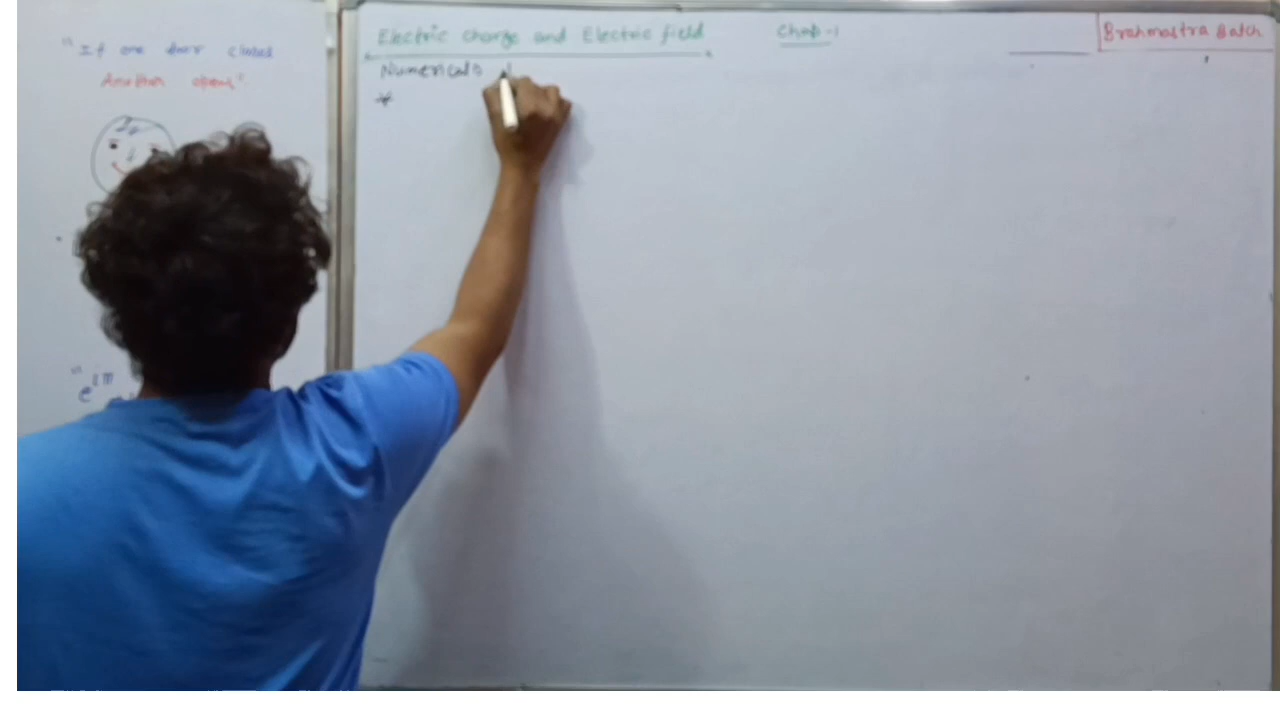 "If one door closed
Another opens"
Electric charge and Electric field Chap-1
Brahmastra Batch
Numericals
*